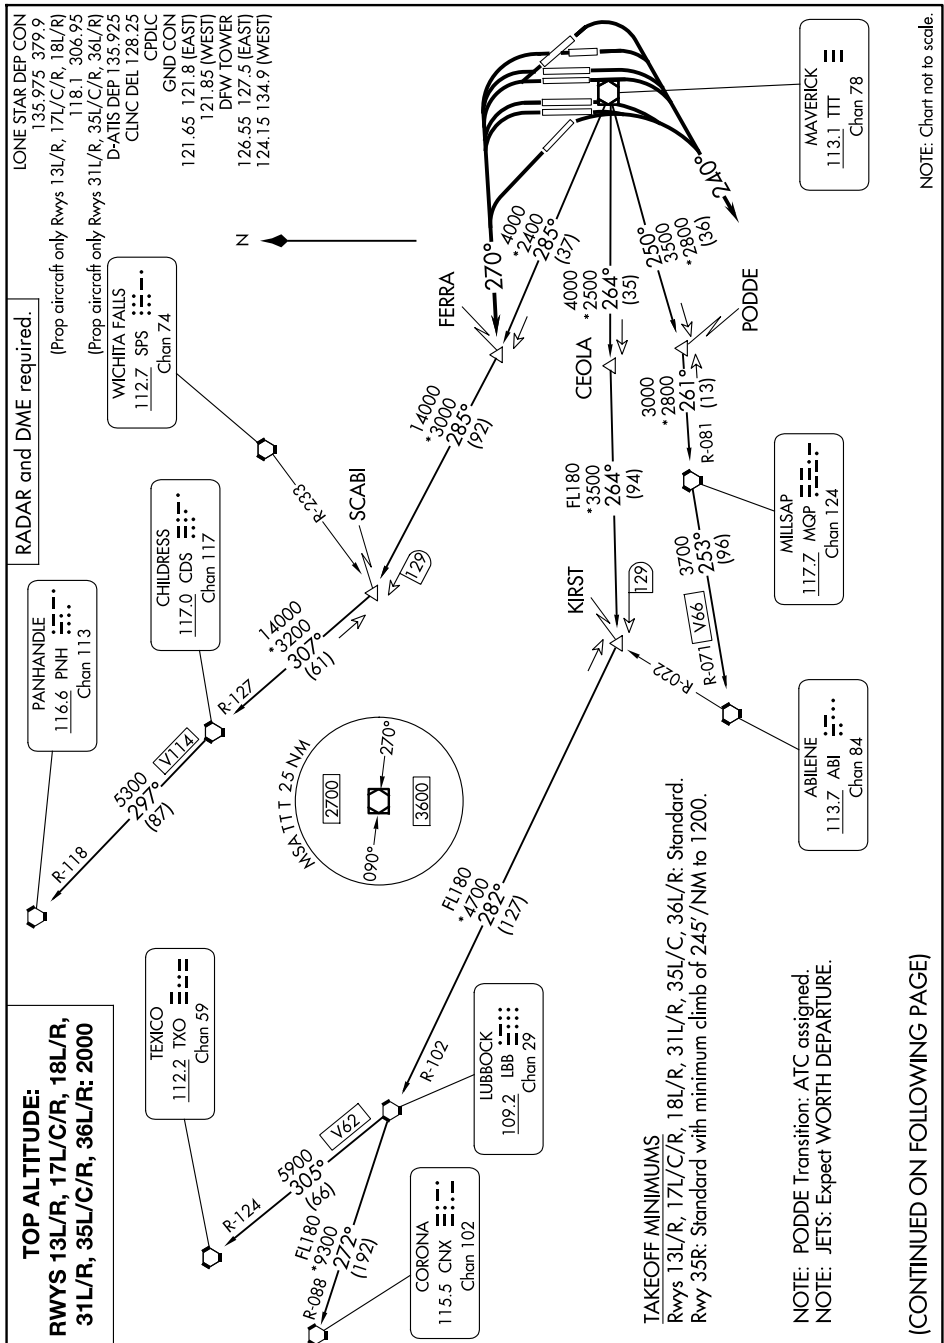 TOP ALTITUDE:
RWYS 13L/R, 17L/C/R, 18L/R,
31L/R, 35L/C/R, 36L/R: 2000
RADAR and DME required.
LONE STAR DEP CON
135.975 379.9
(Prop aircraft only Rwys 13L/R, 17L/C/R, 18L/R)
118.1 306.95
(Prop aircraft only Rwys 31L/R, 35L/C/R, 36L/R)
D-ATIS DEP 135.925
CLNC DEL 128.25
CPDLC
GND CON
121.65 121.8 (EAST)
121.85 (WEST)
DFW TOWER
126.55 127.5 (EAST)
124.15 134.9 (WEST)
N
PANHANDLE
116.6 PNH
Chan 113
CHILDRESS
117.0 CDS
Chan 117
WICHITA FALLS
112.7 SPS
Chan 74
TEXICO
112.2 TXO
Chan 59
LUBBOCK
109.2 LBB
Chan 29
CORONA
115.5 CNX
Chan 102
ABILENE
113.7 ABI
Chan 84
MILLSAP
117.7 MQP
Chan 124
MAVERICK
113.1 TTT
Chan 78
R-118
5300
297°
(87)
V114
R-127
14000
*3200
307°
(61)
R-233
SCABI
129
14000
*3000
285°
(92)
FERRA
270°
4000
*2400
285°
(37)
R-124
5900
305°
(66)
V62
R-088
FL180
*9300
272°
(192)
R-102
FL180
*4700
282°
(127)
MSA TTT 25 NM
2700
090°
270°
3600
KIRST
129
FL180
*3500
264°
(94)
CEOLA
4000
*2500
264°
(35)
R-022
R-071
V66
3700
253°
(96)
R-081
3000
*2800
261°
(13)
PODDE
250°
3500
*2800
(36)
240°
TAKEOFF MINIMUMS
Rwys 13L/R, 17L/C/R, 18L/R, 31L/R, 35L/C, 36L/R: Standard.
Rwy 35R: Standard with minimum climb of 245'/NM to 1200.
NOTE: PODDE Transition: ATC assigned.
NOTE: JETS: Expect WORTH DEPARTURE.
(CONTINUED ON FOLLOWING PAGE)
NOTE: Chart not to scale.